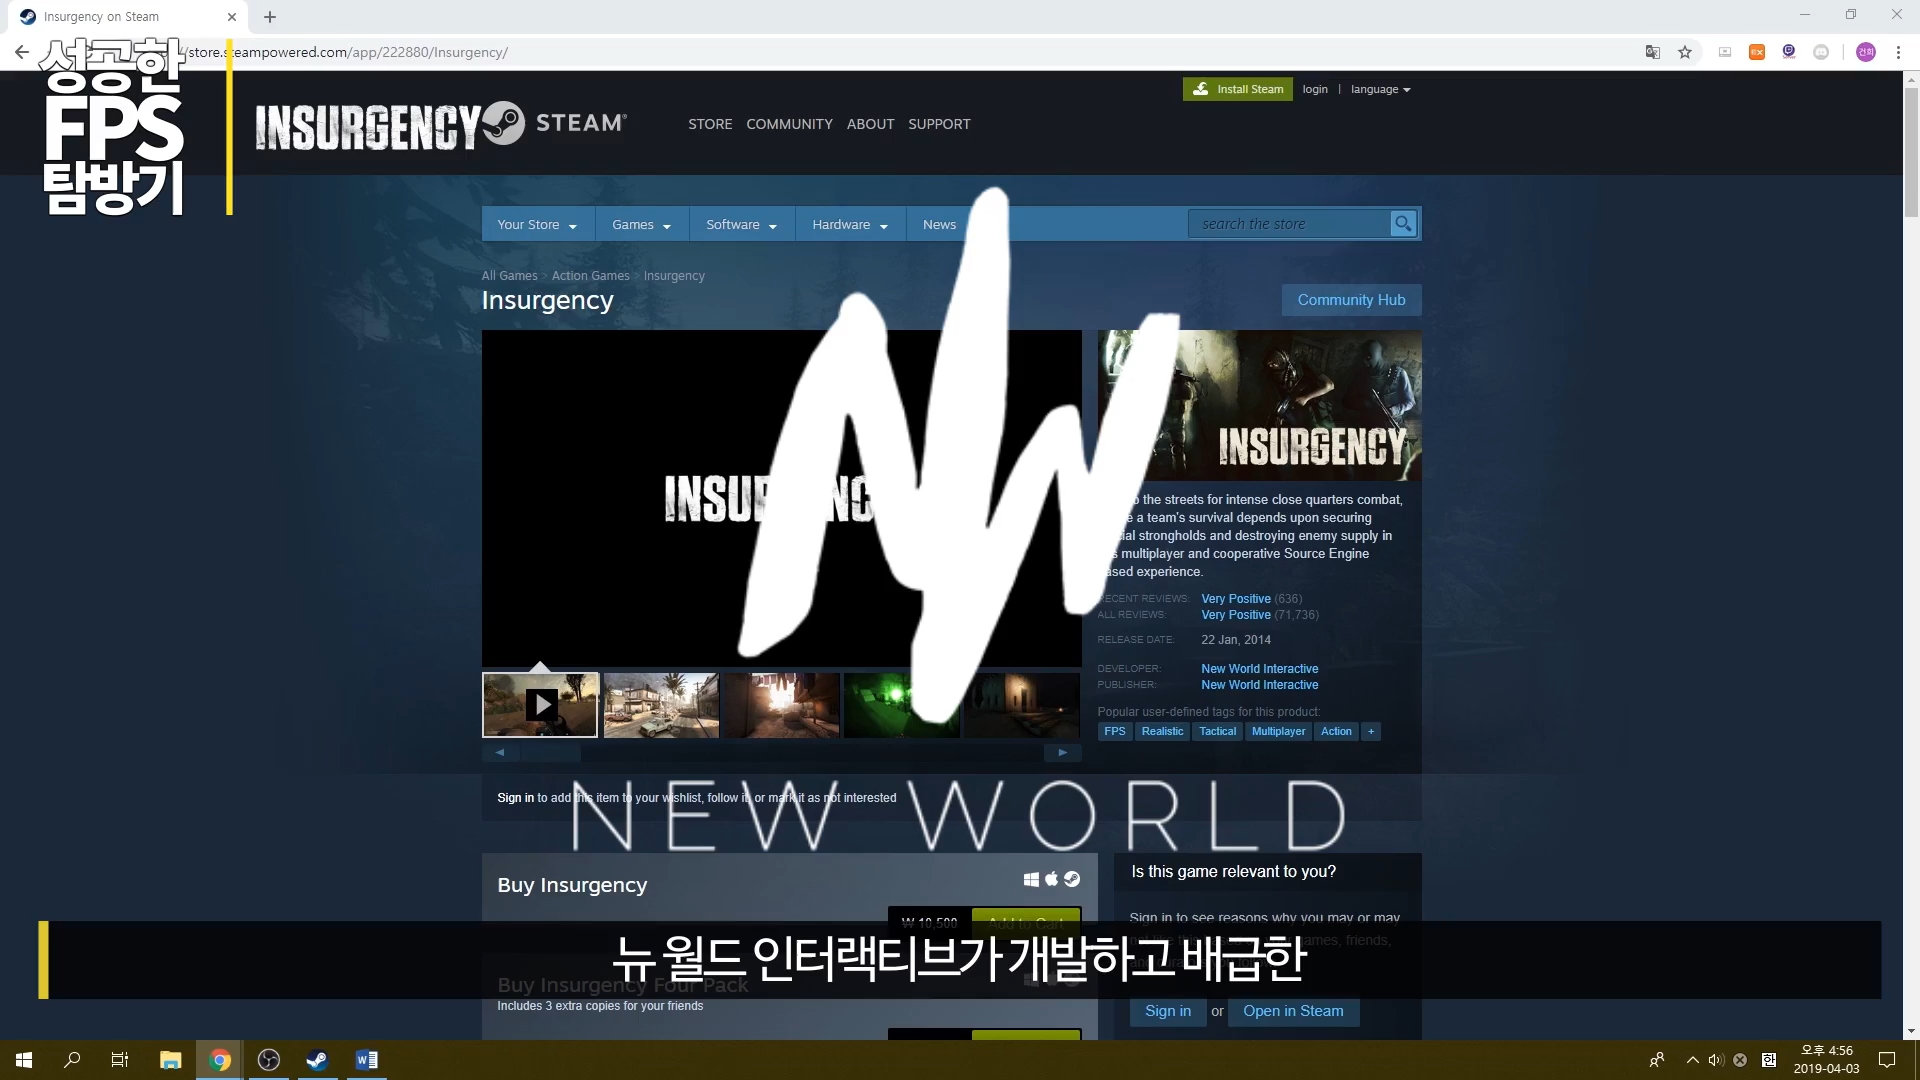 Insurgency on Steam
store.steampowered.com/app/222880/Insurgency/
성공한
FPS
탐방기
INSURGENCY
STEAM
STORE COMMUNITY ABOUT SUPPORT
Install Steam login | language
Your Store Games Software Hardware News
search the store
All Games > Action Games > Insurgency
Insurgency
Community Hub
INSURGENCY
the streets for intense close quarters combat,
a team's survival depends upon securing
strongholds and destroying enemy supply in
multiplayer and cooperative Source Engine
experience.
RECENT REVIEWS: Very Positive (636)
ALL REVIEWS: Very Positive (71,736)
RELEASE DATE: 22 Jan, 2014
DEVELOPER: New World Interactive
PUBLISHER: New World Interactive
Popular user-defined tags for this product:
FPS Realistic Tactical Multiplayer Action +
Sign in to add this item to your wishlist, follow it, or mark it as not interested
NEW WORLD
Buy Insurgency
Is this game relevant to you?
₩ 10,500 Add to Cart
Sign in to see reasons why you may or may
games, friends,
뉴 월드 인터랙티브가 개발하고 배급한
Buy Insurgency Four Pack
Includes 3 extra copies for your friends
Sign in or Open in Steam
오후 4:56
2019-04-03